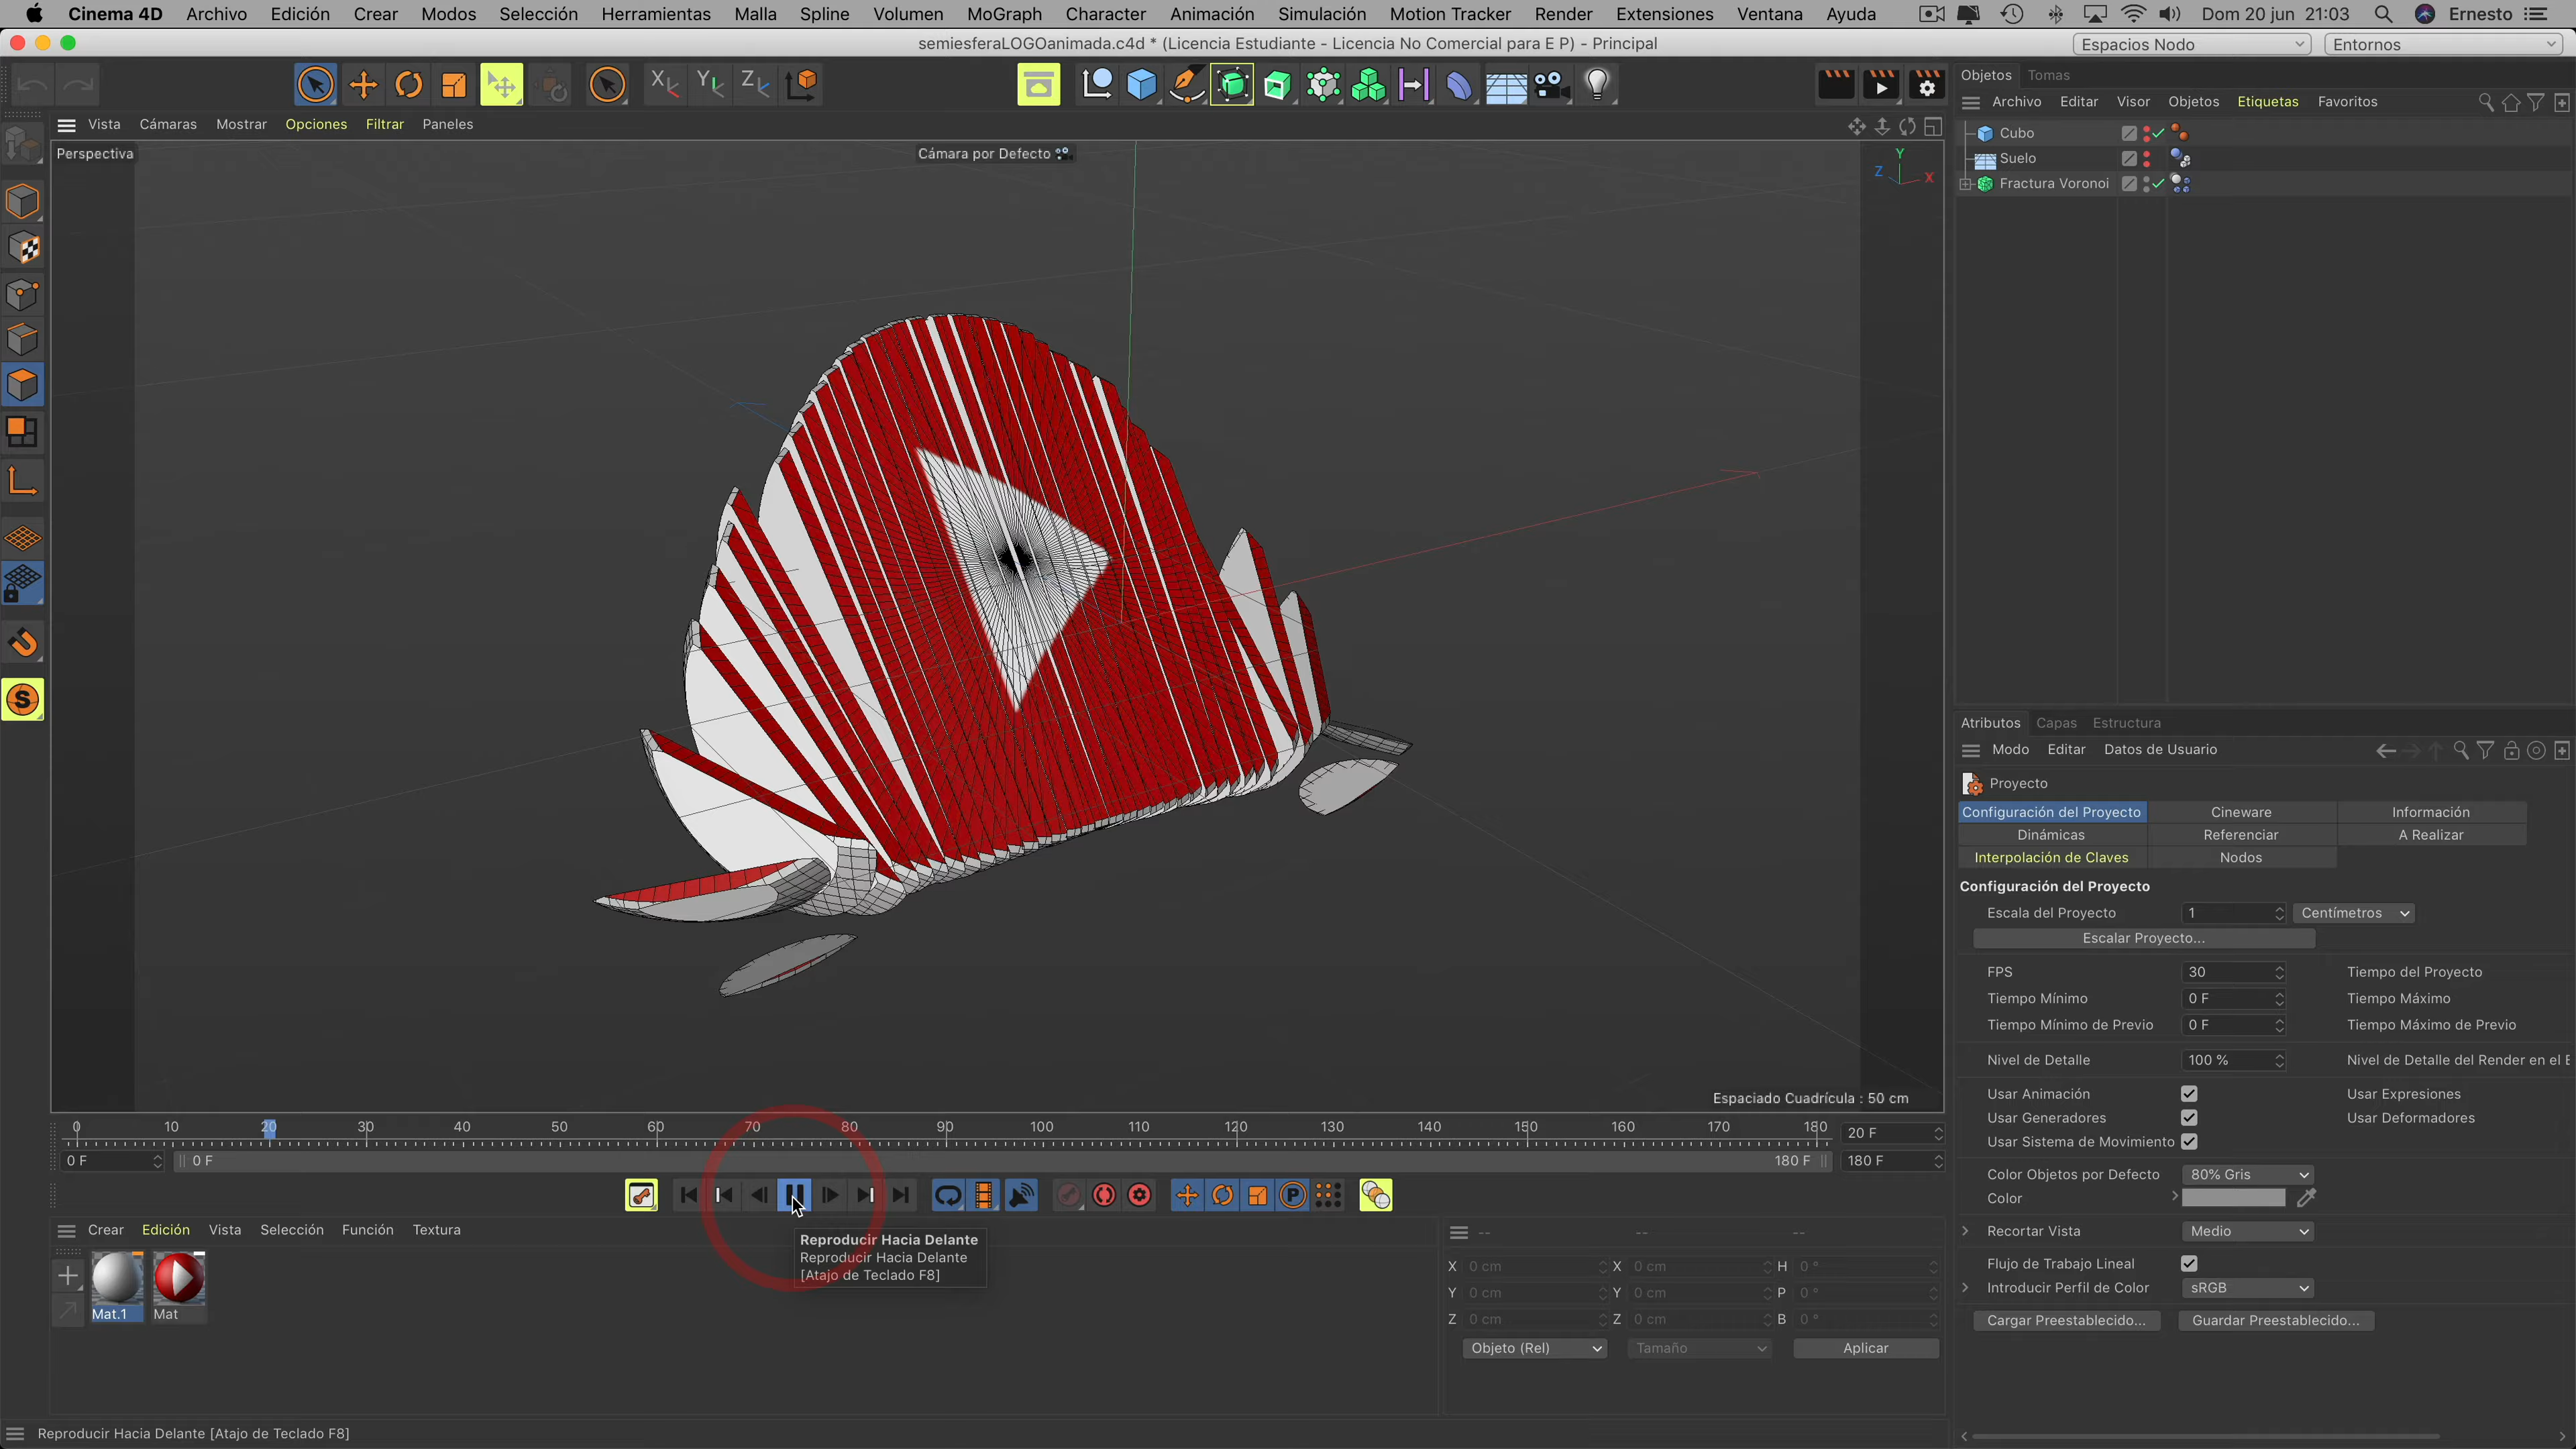 Cinema 4D Archivo Edición Crear Modos Selección Herramientas Malla Spline Volumen MoGraph Character Animación Simulación Motion Tracker Render Extensiones Ventana Ayuda Dom 20 jun 21:03 Ernesto
semiesferaLOGOanimada.c4d * (Licencia Estudiante - Licencia No Comercial para E P) - Principal
Espacios Nodo
Entornos
Objetos Tomas
Archivo Editar Visor Objetos Etiquetas Favoritos
Vista Cámaras Mostrar Opciones Filtrar Paneles
Perspectiva
Cámara por Defecto
Y
Z
X
Cubo
Suelo
Fractura Voronoi
Espaciado Cuadrícula : 50 cm
Atributos Capas Estructura
Modo Editar Datos de Usuario
Proyecto
Configuración del Proyecto Cineware Información
Dinámicas Referenciar A Realizar
Interpolación de Claves Nodos
Configuración del Proyecto
Escala del Proyecto 1 Centímetros
Escalar Proyecto...
FPS 30 Tiempo del Proyecto
Tiempo Mínimo 0 F Tiempo Máximo
Tiempo Mínimo de Previo 0 F Tiempo Máximo de Previo
Nivel de Detalle 100 % Nivel de Detalle del Render en el E
Usar Animación Usar Expresiones
Usar Generadores Usar Deformadores
Usar Sistema de Movimiento
Color Objetos por Defecto 80% Gris
Color
Recortar Vista Medio
Flujo de Trabajo Lineal
Introducir Perfil de Color sRGB
Cargar Preestablecido... Guardar Preestablecido...
0 10 20 30 40 50 60 70 80 90 100 110 120 130 140 150 160 170 180 20 F
0 F 0 F 180 F 180 F
Reproducir Hacia Delante
Reproducir Hacia Delante
[Atajo de Teclado F8]
Crear Edición Vista Selección Función Textura
Mat.1 Mat
-- -- --
X 0 cm X 0 cm H 0 °
Y 0 cm Y 0 cm P 0 °
Z 0 cm Z 0 cm B 0 °
Objeto (Rel) Tamaño Aplicar
Reproducir Hacia Delante [Atajo de Teclado F8]